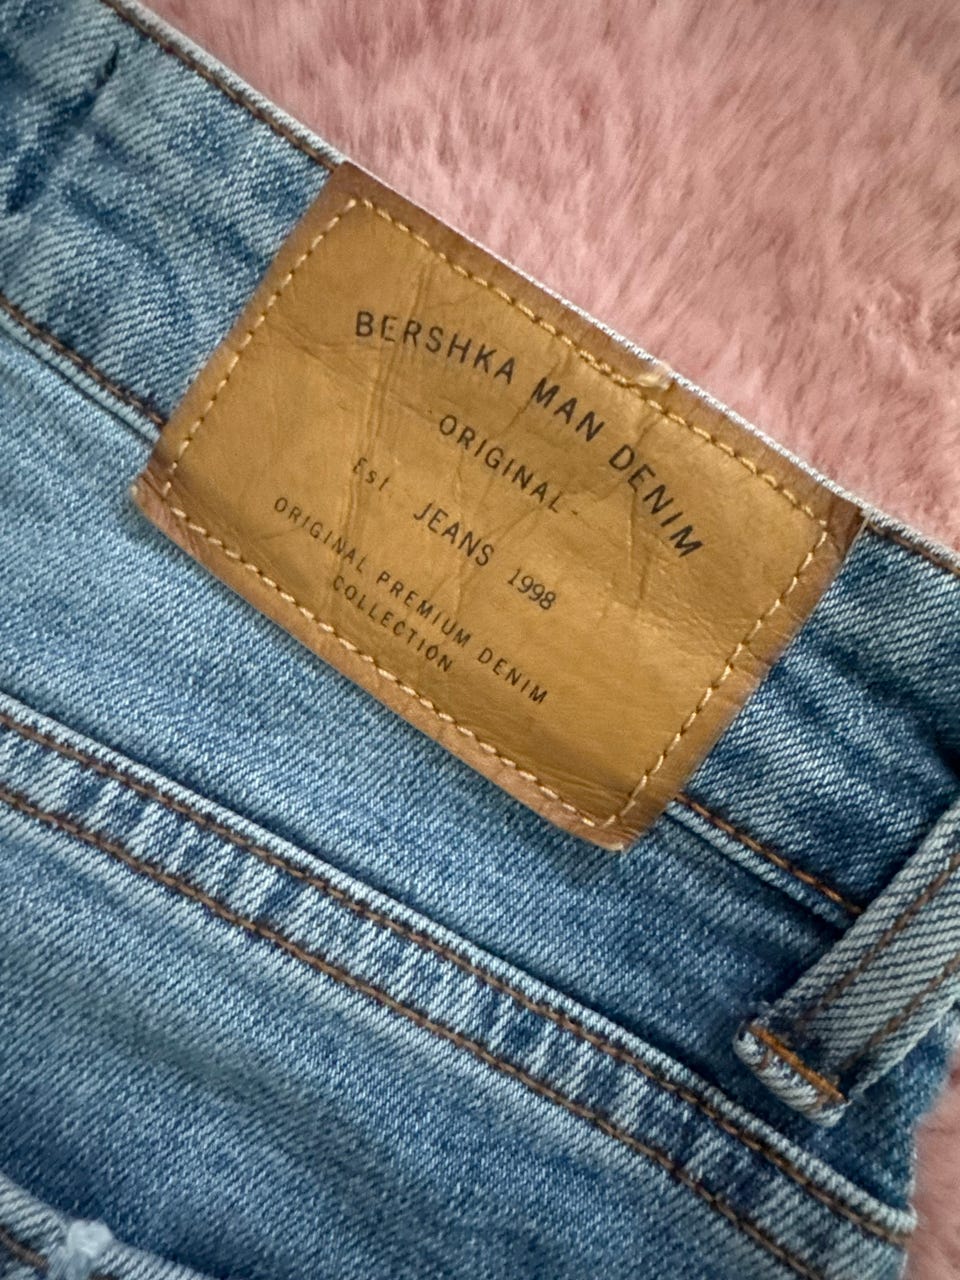 BERSHKA MAN DENIM
ORIGINAL
Est. JEANS 1998
ORIGINAL PREMIUM DENIM
COLLECTION